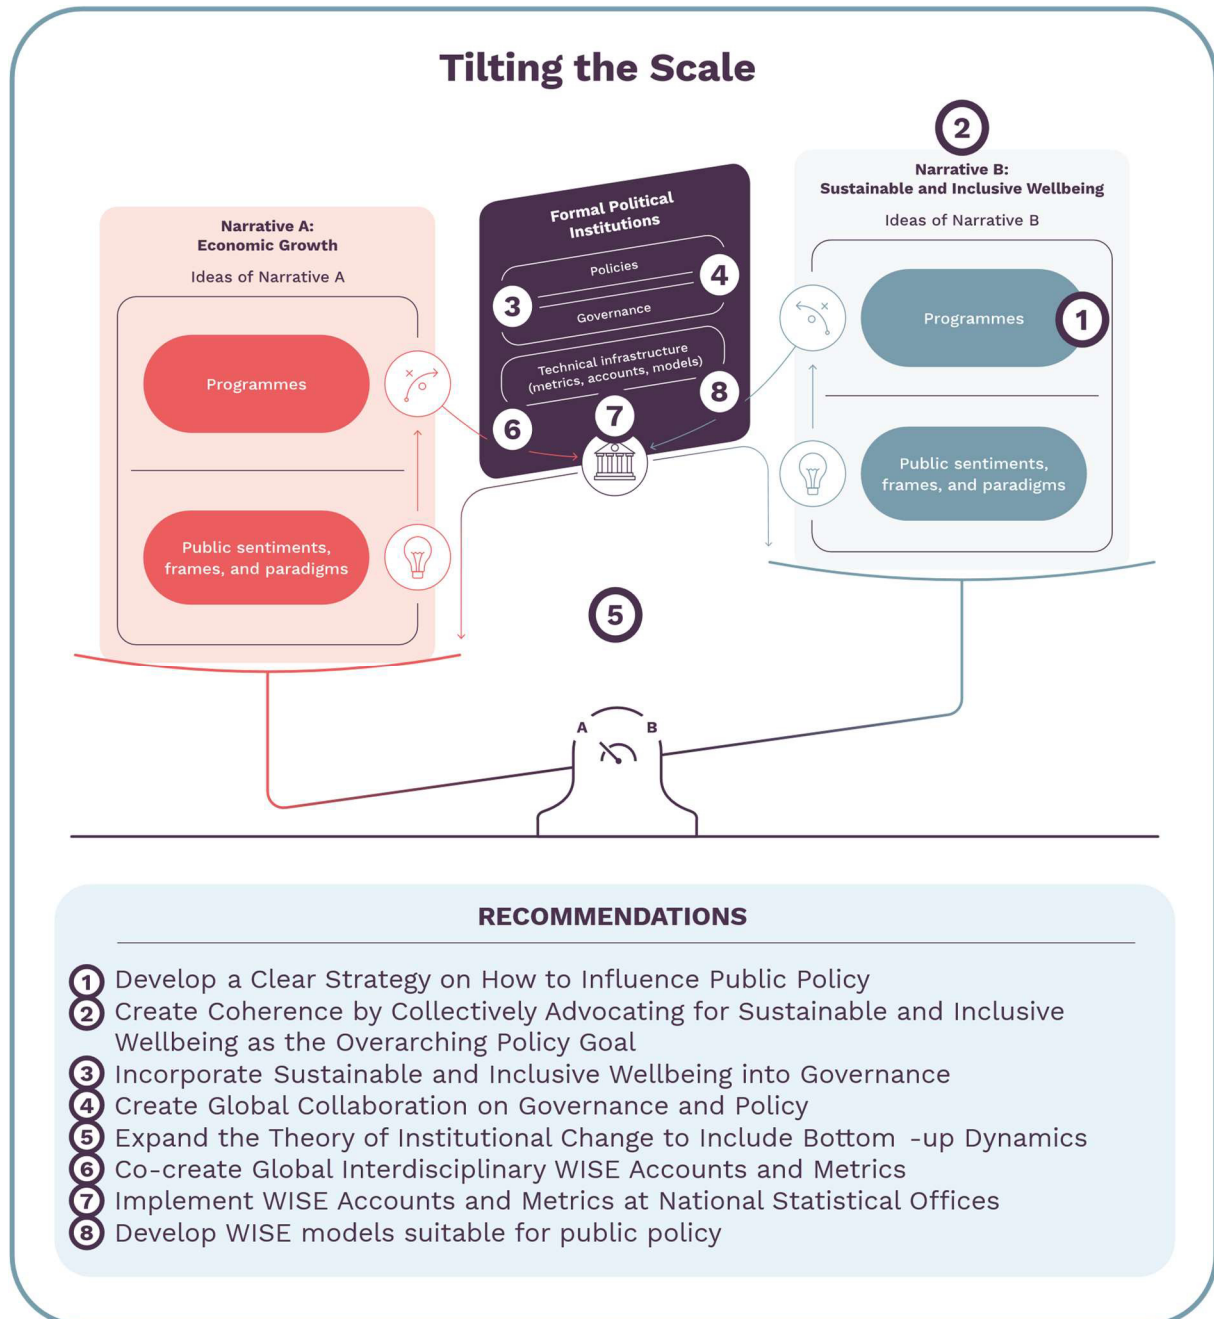 Tilting the Scale
2
Narrative B:
Sustainable and Inclusive Wellbeing
Ideas of Narrative B
Programmes
1
Public sentiments,
frames, and paradigms
Formal Political
Institutions
Policies
4
3
Governance
Technical infrastructure
(metrics, accounts, models)
8
7
6
Narrative A:
Economic Growth
Ideas of Narrative A
Programmes
Public sentiments,
frames, and paradigms
5
A
B
RECOMMENDATIONS
1 Develop a Clear Strategy on How to Influence Public Policy
2 Create Coherence by Collectively Advocating for Sustainable and Inclusive
Wellbeing as the Overarching Policy Goal
3 Incorporate Sustainable and Inclusive Wellbeing into Governance
4 Create Global Collaboration on Governance and Policy
5 Expand the Theory of Institutional Change to Include Bottom -up Dynamics
6 Co-create Global Interdisciplinary WISE Accounts and Metrics
7 Implement WISE Accounts and Metrics at National Statistical Offices
8 Develop WISE models suitable for public policy